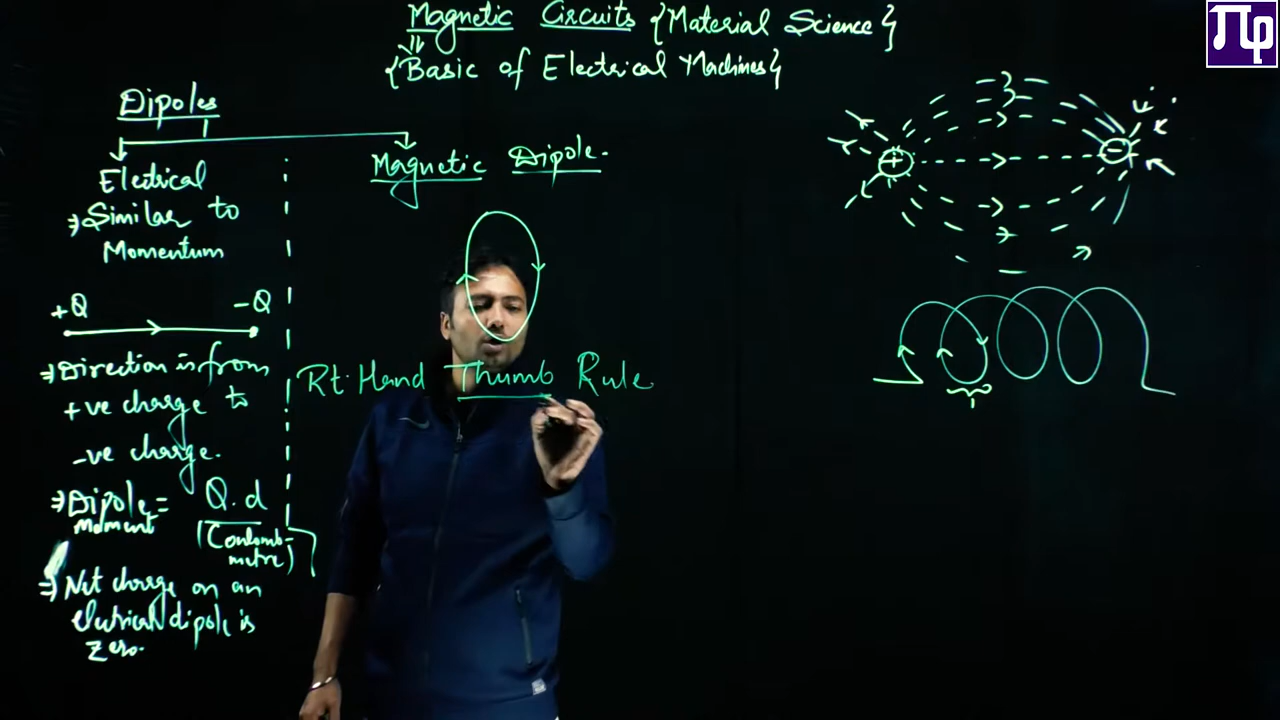 Magnetic Circuits {Material Science}
{Basic of Electrical Machines}
Πφ
Dipoles
Electrical
⇒ Similar to
Momentum
+Q -Q
⇒ Direction is from
+ve charge to
-ve charge.
⇒ Dipole = Q.d
Moment (Coulomb-
metre)
⇒ Net charge on an
electrical dipole is
zero.
Magnetic Dipole.
Rt. Hand Thumb Rule
+ -